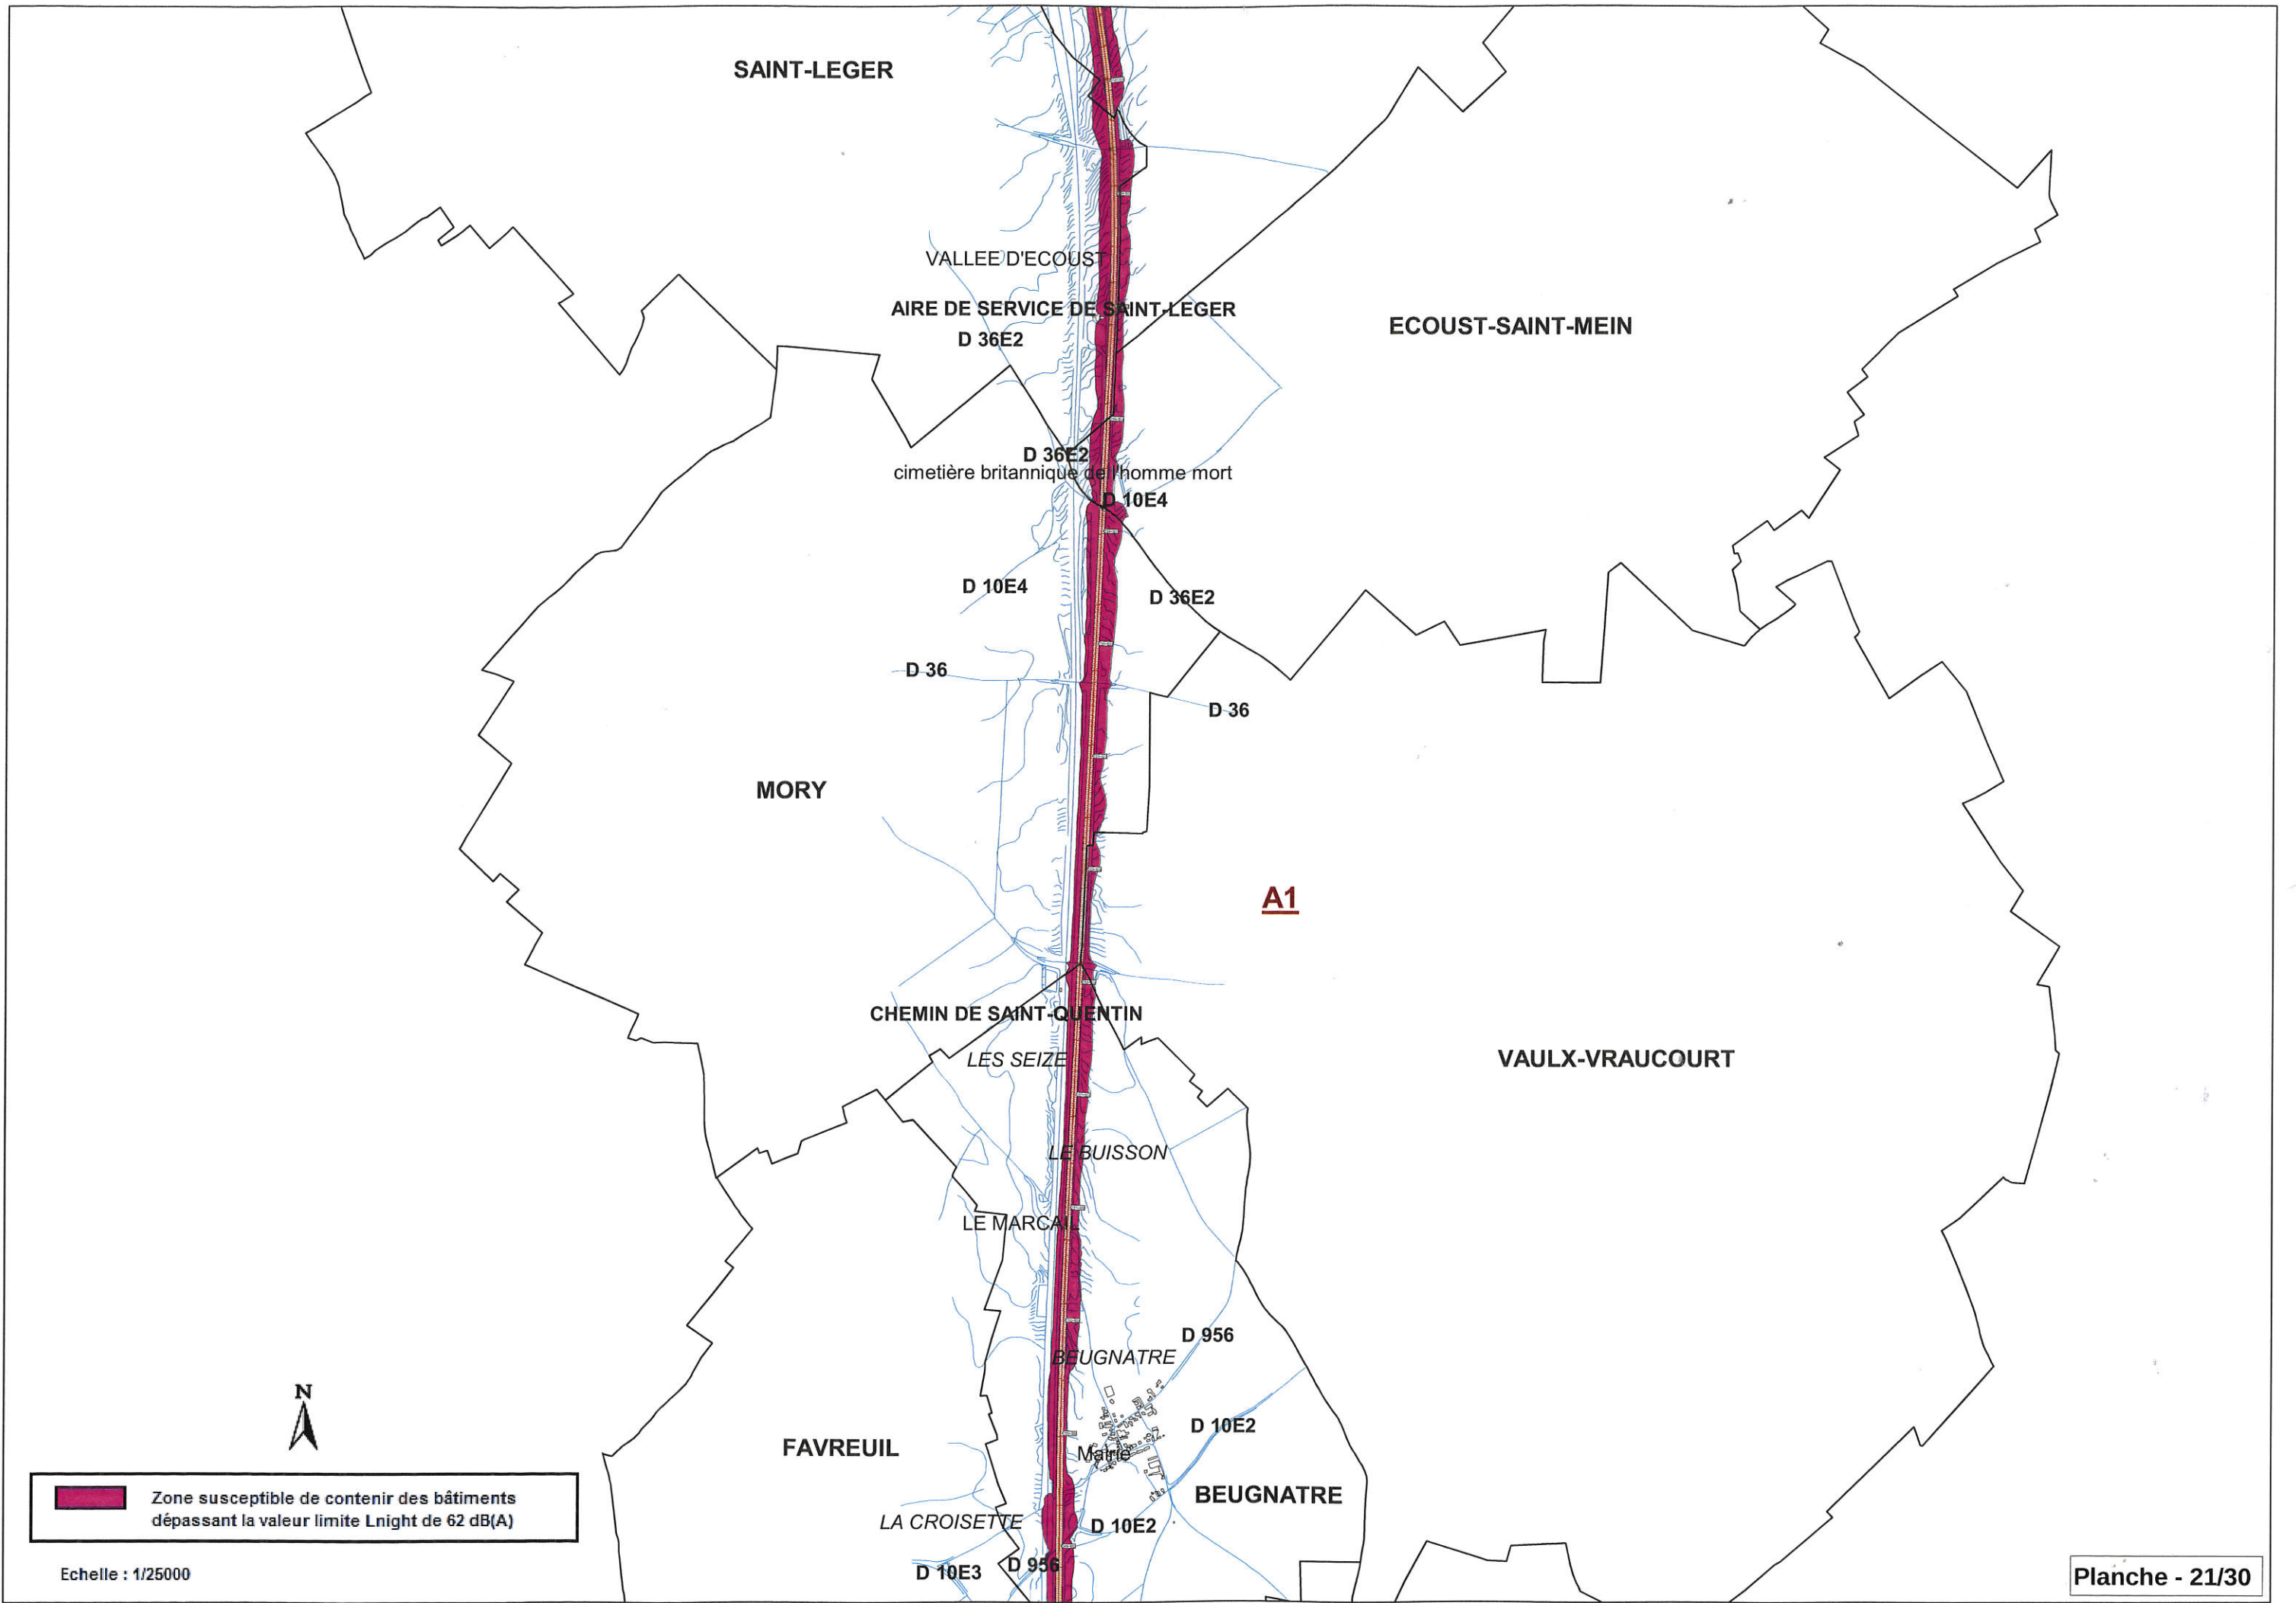 SAINT-LEGER
VALLEE D'ECOUST
AIRE DE SERVICE DE SAINT-LEGER
D 36E2
ECOUST-SAINT-MEIN
D 36E2
cimetière britannique de l'homme mort
D 10E4
D 10E4
D 36E2
D 36
D 36
MORY
A1
CHEMIN DE SAINT-QUENTIN
LES SEIZE
VAULX-VRAUCOURT
LE BUISSON
LE MARCAIL
D 956
BEUGNATRE
N
D 10E2
FAVREUIL
Mairie
BEUGNATRE
Zone susceptible de contenir des bâtiments
dépassant la valeur limite Lnight de 62 dB(A)
LA CROISETTE
D 10E2
D 956
D 10E3
Echelle : 1/25000
Planche - 21/30